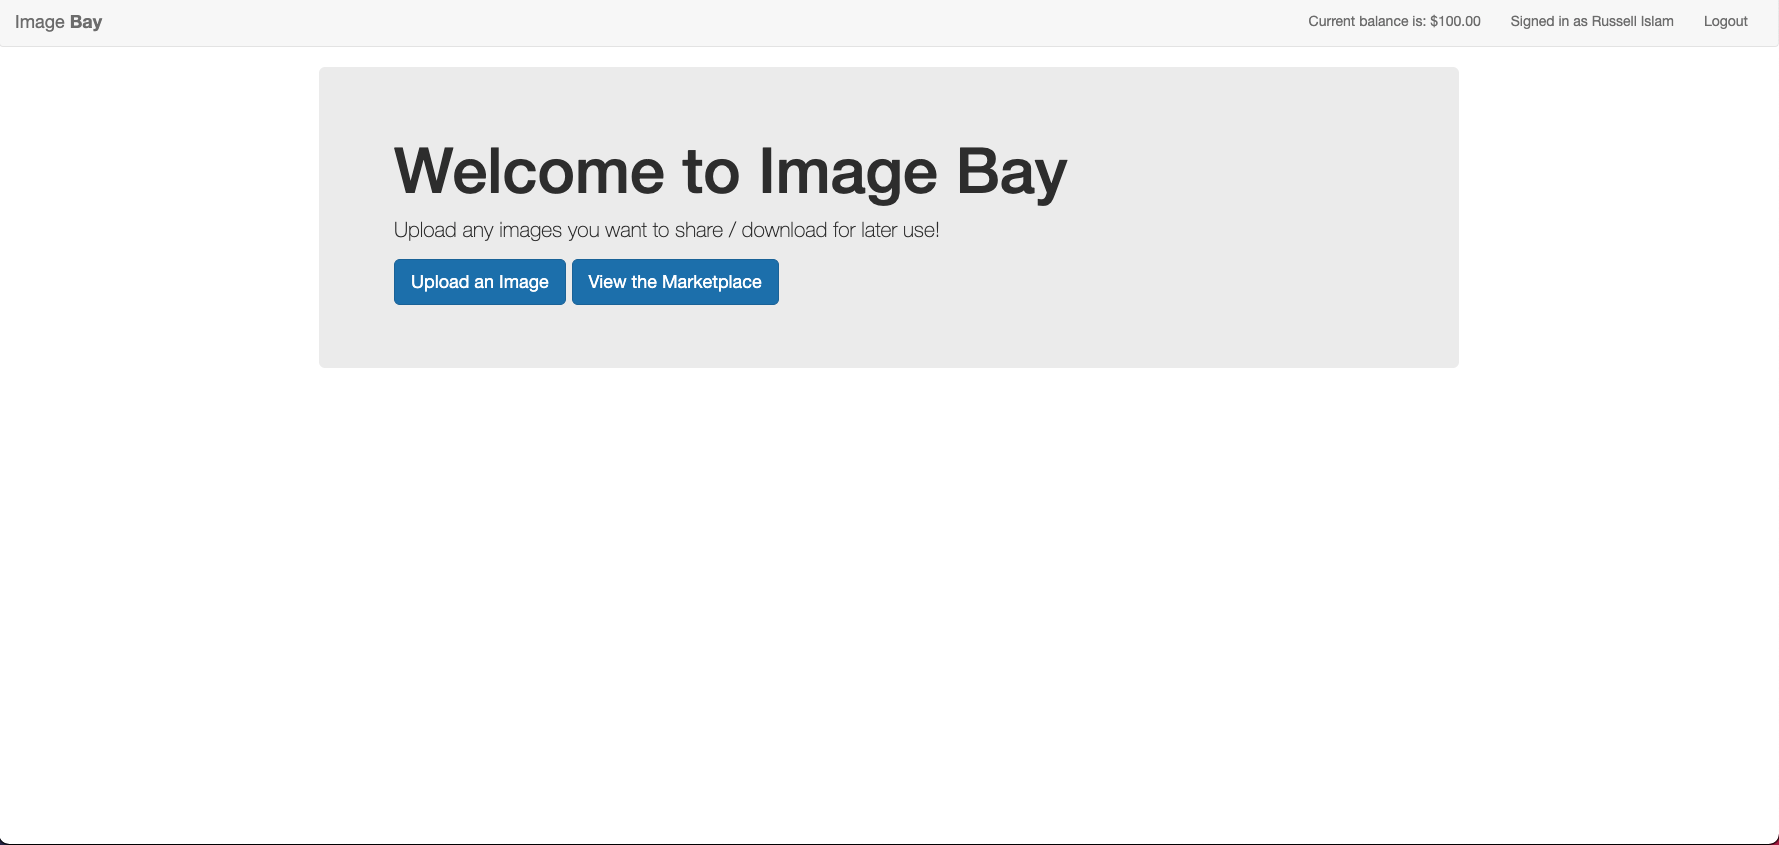 Image Bay
Current balance is: $100.00
Signed in as Russell Islam
Logout
Welcome to Image Bay
Upload any images you want to share / download for later use!
Upload an Image
View the Marketplace